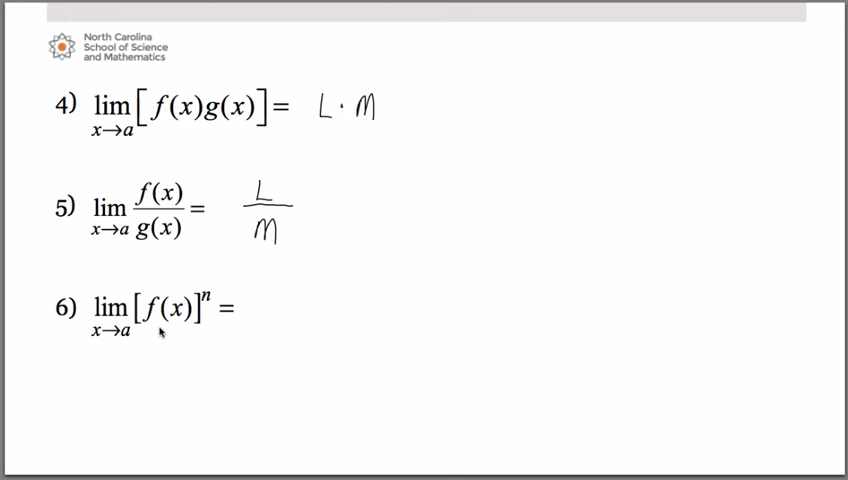 North Carolina
School of Science
and Mathematics
4) lim x→a [f(x)g(x)] = L · M
5) lim x→a f(x)/g(x) = L/M
6) lim x→a [f(x)]ⁿ =